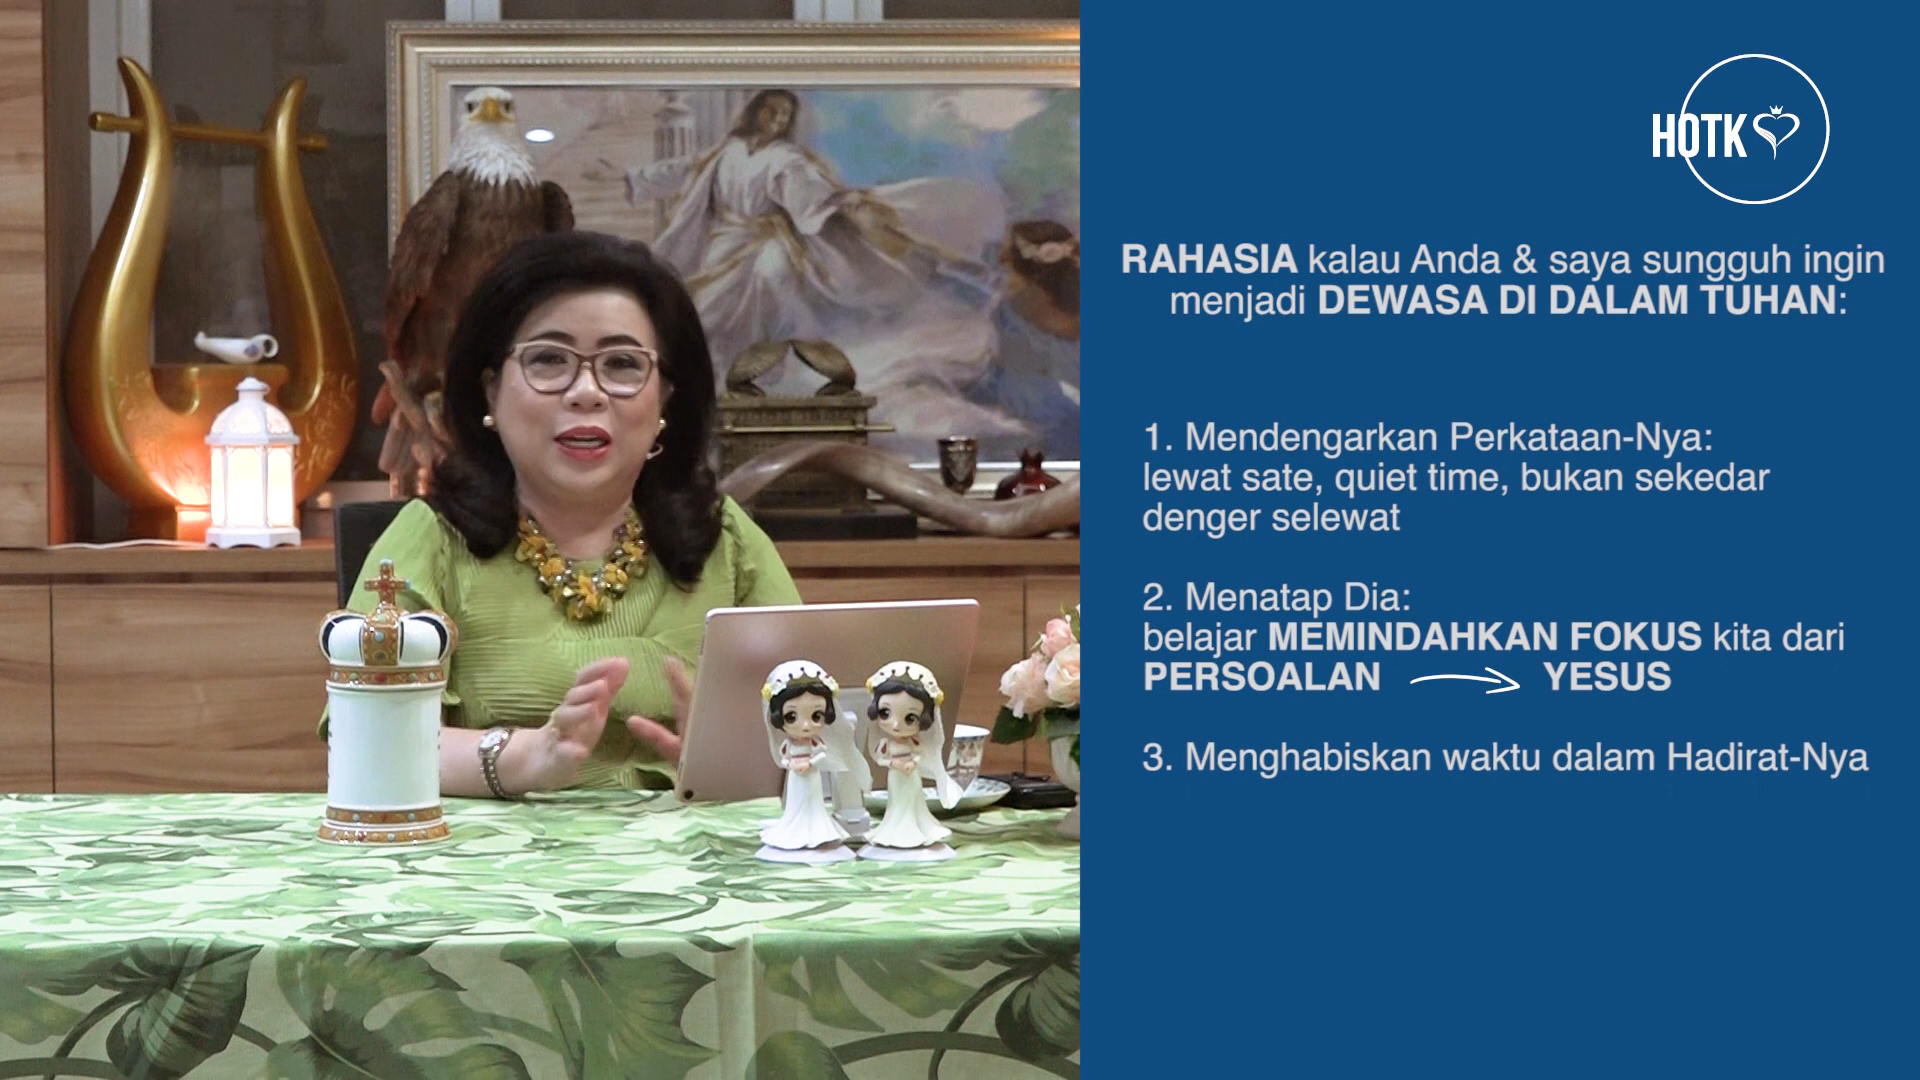 HOTK
RAHASIA kalau Anda & saya sungguh ingin
menjadi DEWASA DI DALAM TUHAN:
1. Mendengarkan Perkataan-Nya:
lewat sate, quiet time, bukan sekedar
denger selewat
2. Menatap Dia:
belajar MEMINDAHKAN FOKUS kita dari
PERSOALAN YESUS
3. Menghabiskan waktu dalam Hadirat-Nya